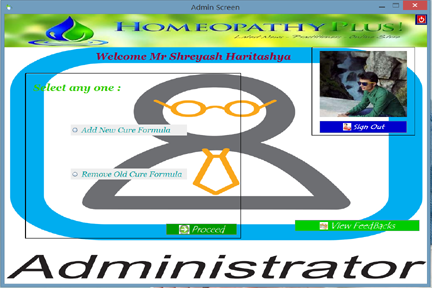 Admin Screen
HOMEOPATHY PLUS!
Welcome Mr Shreyash Haritashya
Select any one :
Add New Cure Formula
Sign Out
Remove Old Cure Formula
Proceed
View FeedBacks
Administrator